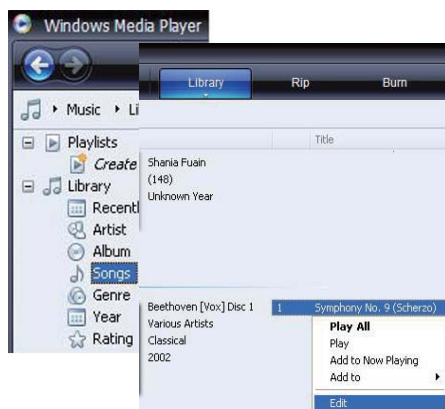 Windows Media Player
Library Rip Burn
Music Li
Playlists
Create
Library
Recentl
Artist
Album
Songs
Genre
Year
Rating
Title
Shania Fuain
(148)
Unknown Year
Beethoven [Vox] Disc 1 1 Symphony No. 9 (Scherzo)
Various Artists
Classical
2002
Play All
Play
Add to Now Playing
Add to
Edit